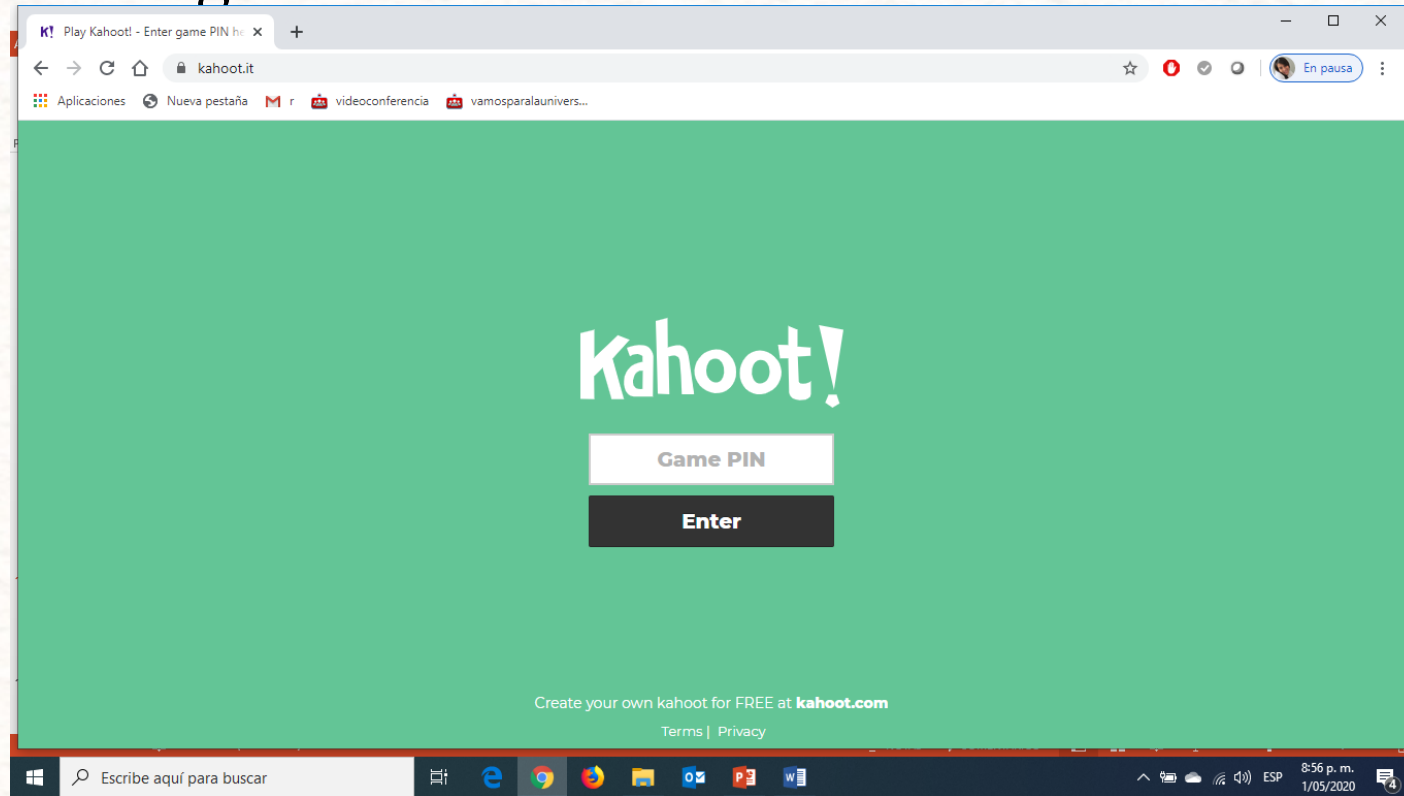 K! Play Kahoot! - Enter game PIN he
kahoot.it
En pausa
Aplicaciones Nueva pestaña r videoconferencia vamosparalaunivers...
Kahoot!
Game PIN
Enter
Create your own kahoot for FREE at kahoot.com
Terms | Privacy
Escribe aquí para buscar
ESP
8:56 p. m.
1/05/2020
4